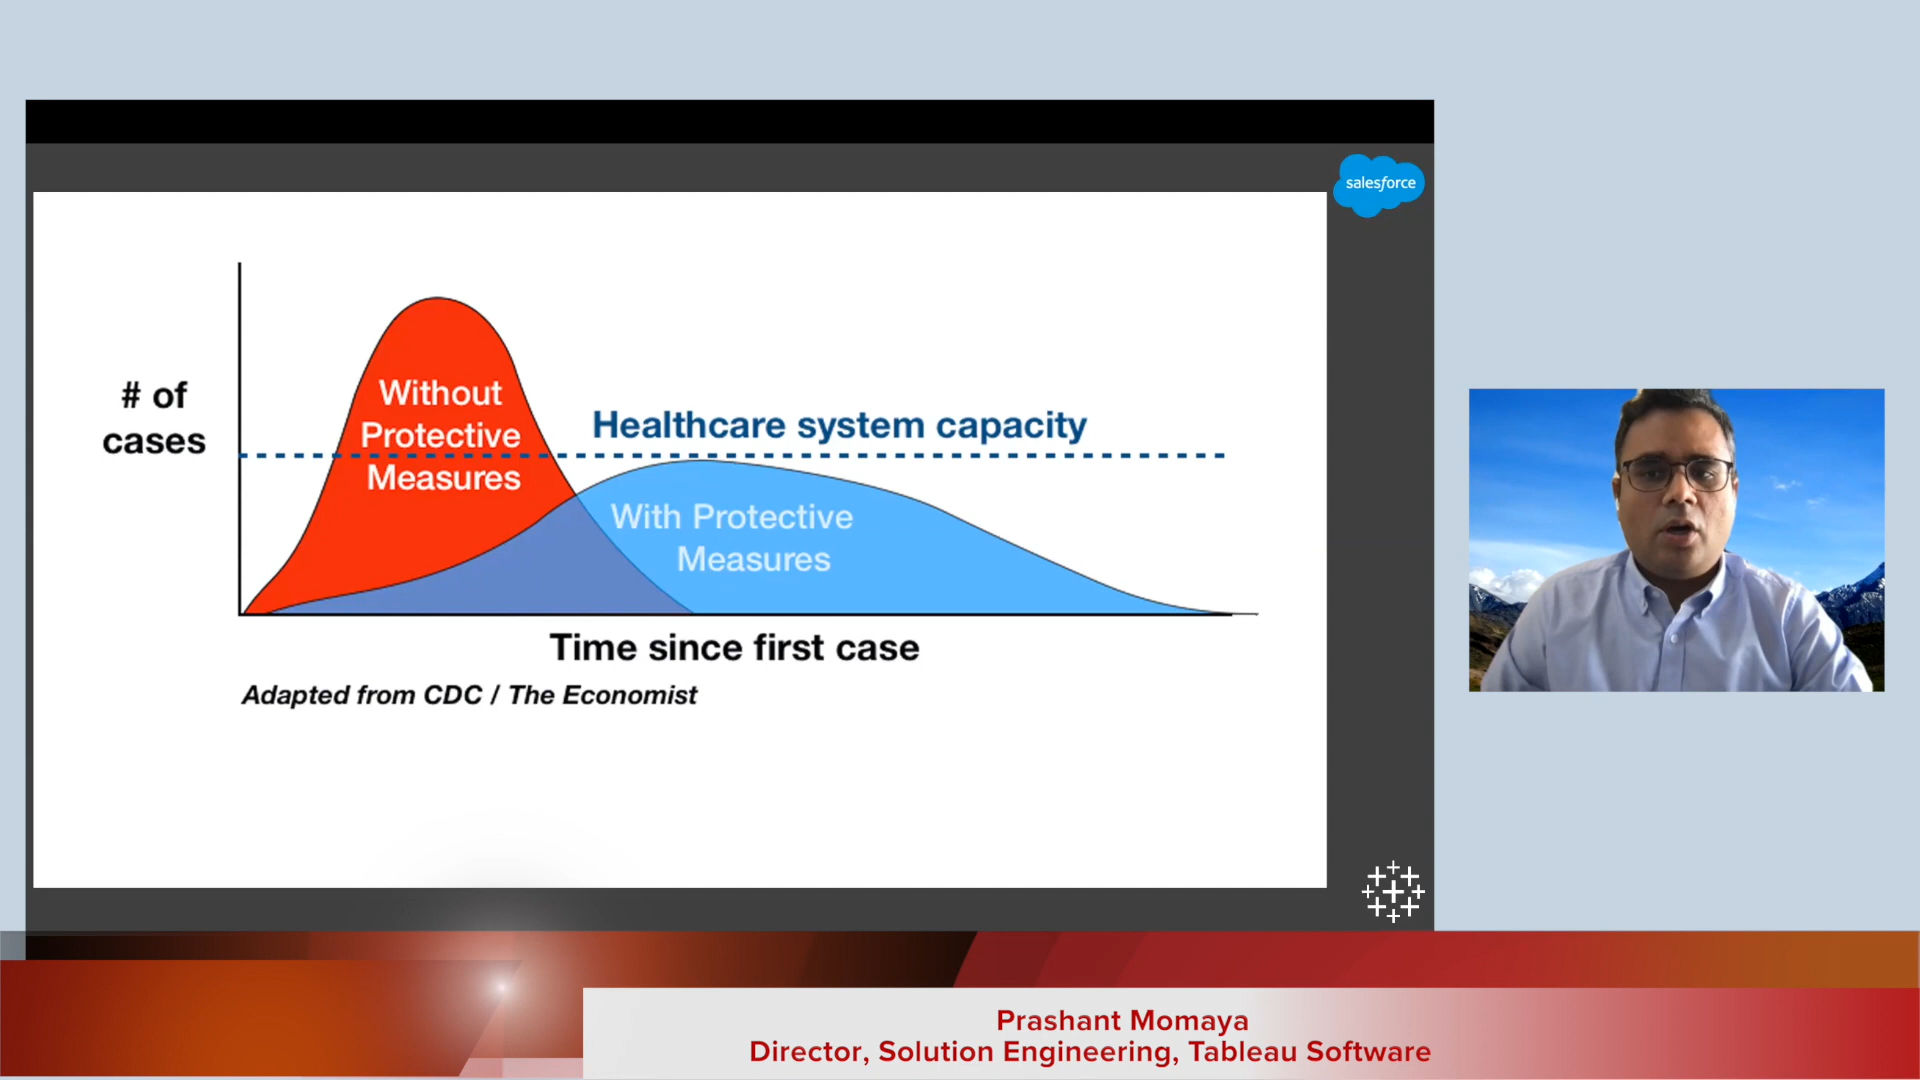 salesforce
# of
cases
Without
Protective
Measures
Healthcare system capacity
With Protective
Measures
Time since first case
Adapted from CDC / The Economist
Prashant Momaya
Director, Solution Engineering, Tableau Software